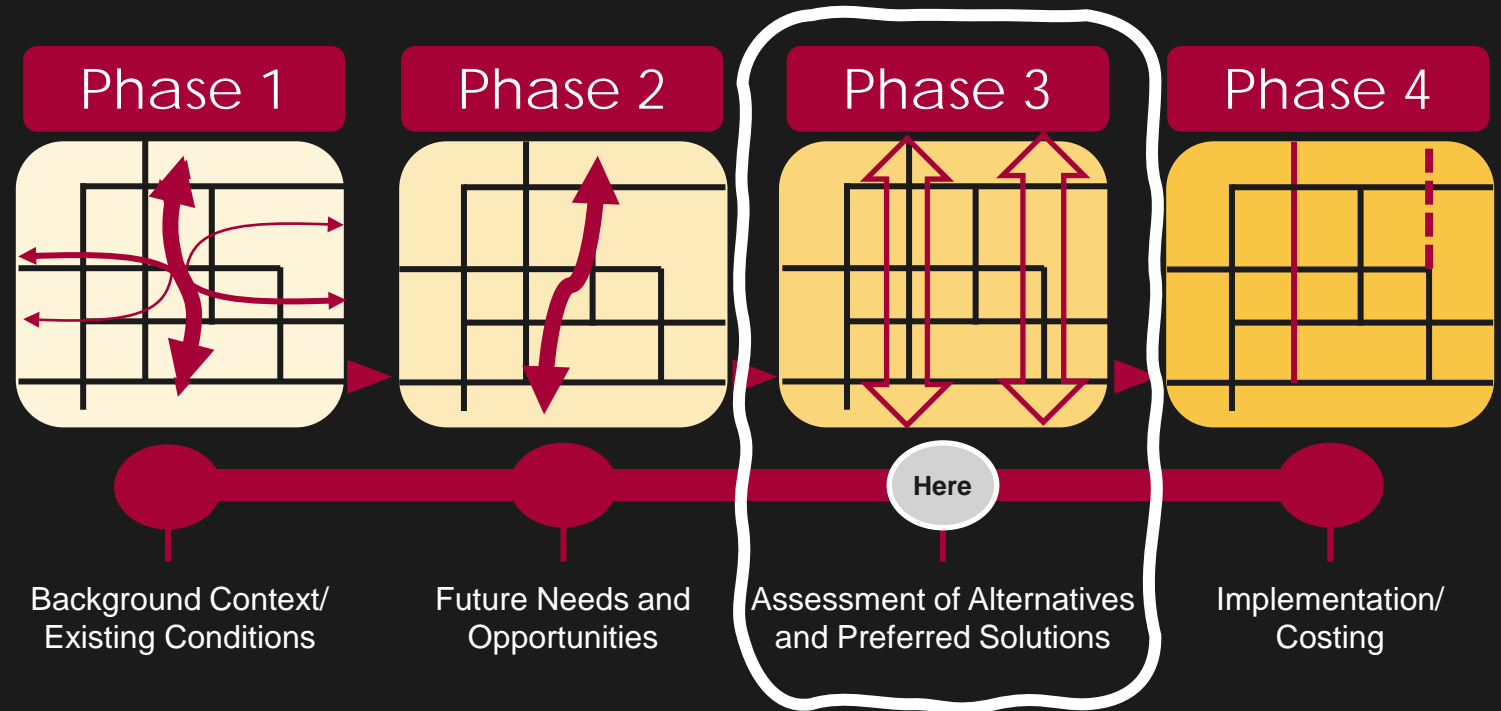 Phase 1
Phase 2
Phase 3
Phase 4
Here
Background Context/
Existing Conditions
Future Needs and
Opportunities
Assessment of Alternatives
and Preferred Solutions
Implementation/
Costing